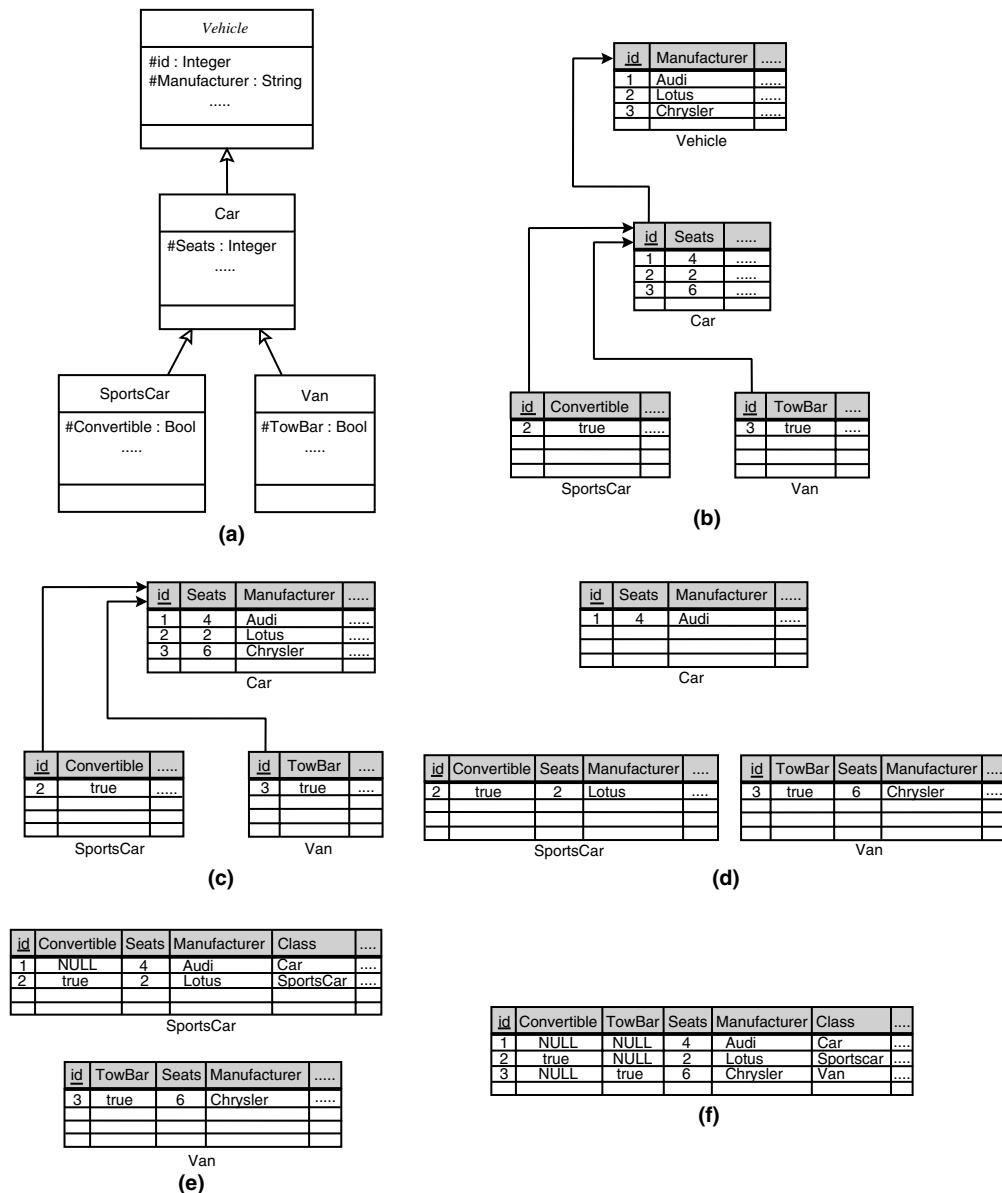 Vehicle
#id : Integer
#Manufacturer : String
.....
Car
#Seats : Integer
.....
SportsCar
#Convertible : Bool
.....
Van
#TowBar : Bool
.....
(a)
id Manufacturer .....
1 Audi .....
2 Lotus .....
3 Chrysler .....
Vehicle
id Seats .....
1 4 .....
2 2 .....
3 6 .....
Car
id Convertible .....
2 true .....
SportsCar
id TowBar ....
3 true ....
Van
(b)
id Seats Manufacturer .....
1 4 Audi .....
2 2 Lotus .....
3 6 Chrysler .....
Car
id Convertible .....
2 true .....
SportsCar
id TowBar ....
3 true ....
Van
(c)
id Seats Manufacturer .....
1 4 Audi .....
Car
id Convertible Seats Manufacturer ....
2 true 2 Lotus ....
SportsCar
id TowBar Seats Manufacturer ....
3 true 6 Chrysler ....
Van
(d)
id Convertible Seats Manufacturer Class ....
1 NULL 4 Audi Car ....
2 true 2 Lotus SportsCar ....
SportsCar
id TowBar Seats Manufacturer .....
3 true 6 Chrysler .....
Van
(e)
id Convertible TowBar Seats Manufacturer Class ....
1 NULL NULL 4 Audi Car ....
2 true NULL 2 Lotus Sportscar ....
3 NULL true 6 Chrysler Van ....
(f)